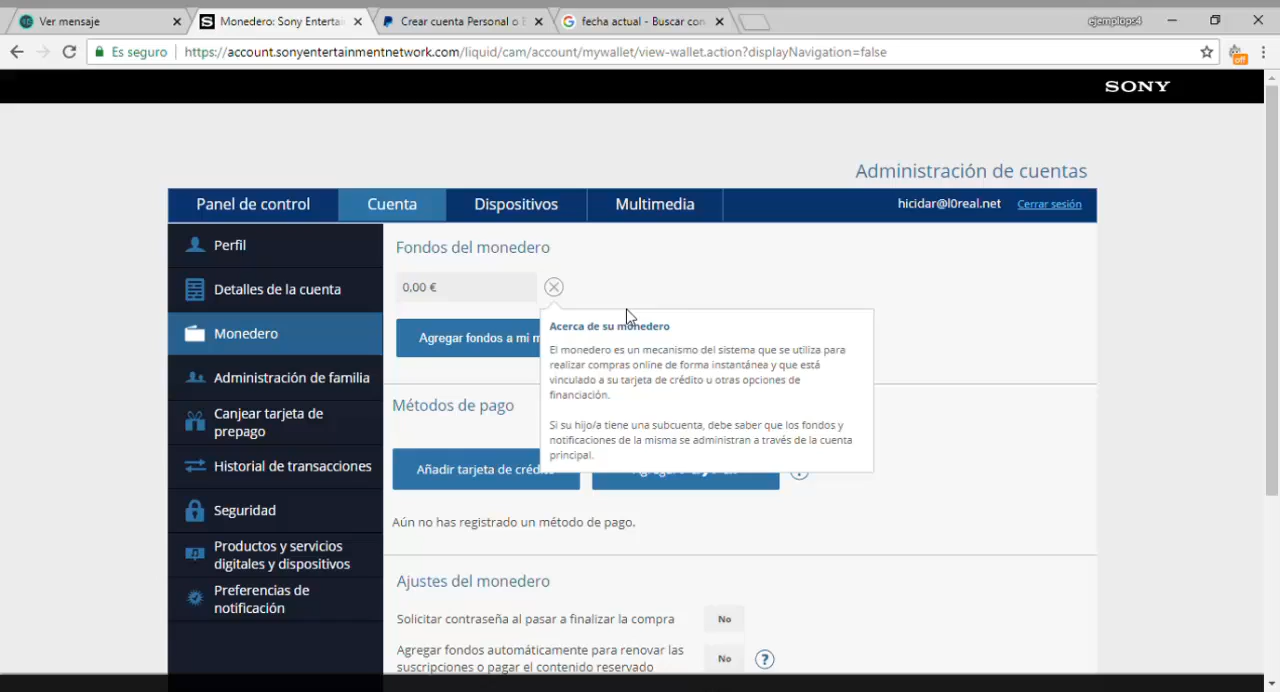 Ver mensaje
Monedero: Sony Enterta
Crear cuenta Personal o
fecha actual - Buscar con
ejemplops4
Es seguro
https://account.sonyentertainmentnetwork.com/liquid/cam/account/mywallet/view-wallet.action?displayNavigation=false
off
SONY
Administración de cuentas
Panel de control
Cuenta
Dispositivos
Multimedia
hicidar@l0real.net
Cerrar sesión
Perfil
Detalles de la cuenta
Monedero
Administración de familia
Canjear tarjeta de
prepago
Historial de transacciones
Seguridad
Productos y servicios
digitales y dispositivos
Preferencias de
notificación
Fondos del monedero
0,00 €
Agregar fondos a mi m
Acerca de su monedero
El monedero es un mecanismo del sistema que se utiliza para
realizar compras online de forma instantánea y que está
vinculado a su tarjeta de crédito u otras opciones de
financiación.
Si su hijo/a tiene una subcuenta, debe saber que los fondos y
notificaciones de la misma se administran a través de la cuenta
principal.
Métodos de pago
Añadir tarjeta de crédito
Aún no has registrado un método de pago.
Ajustes del monedero
Solicitar contraseña al pasar a finalizar la compra
No
Agregar fondos automáticamente para renovar las
suscripciones o pagar el contenido reservado
No
?